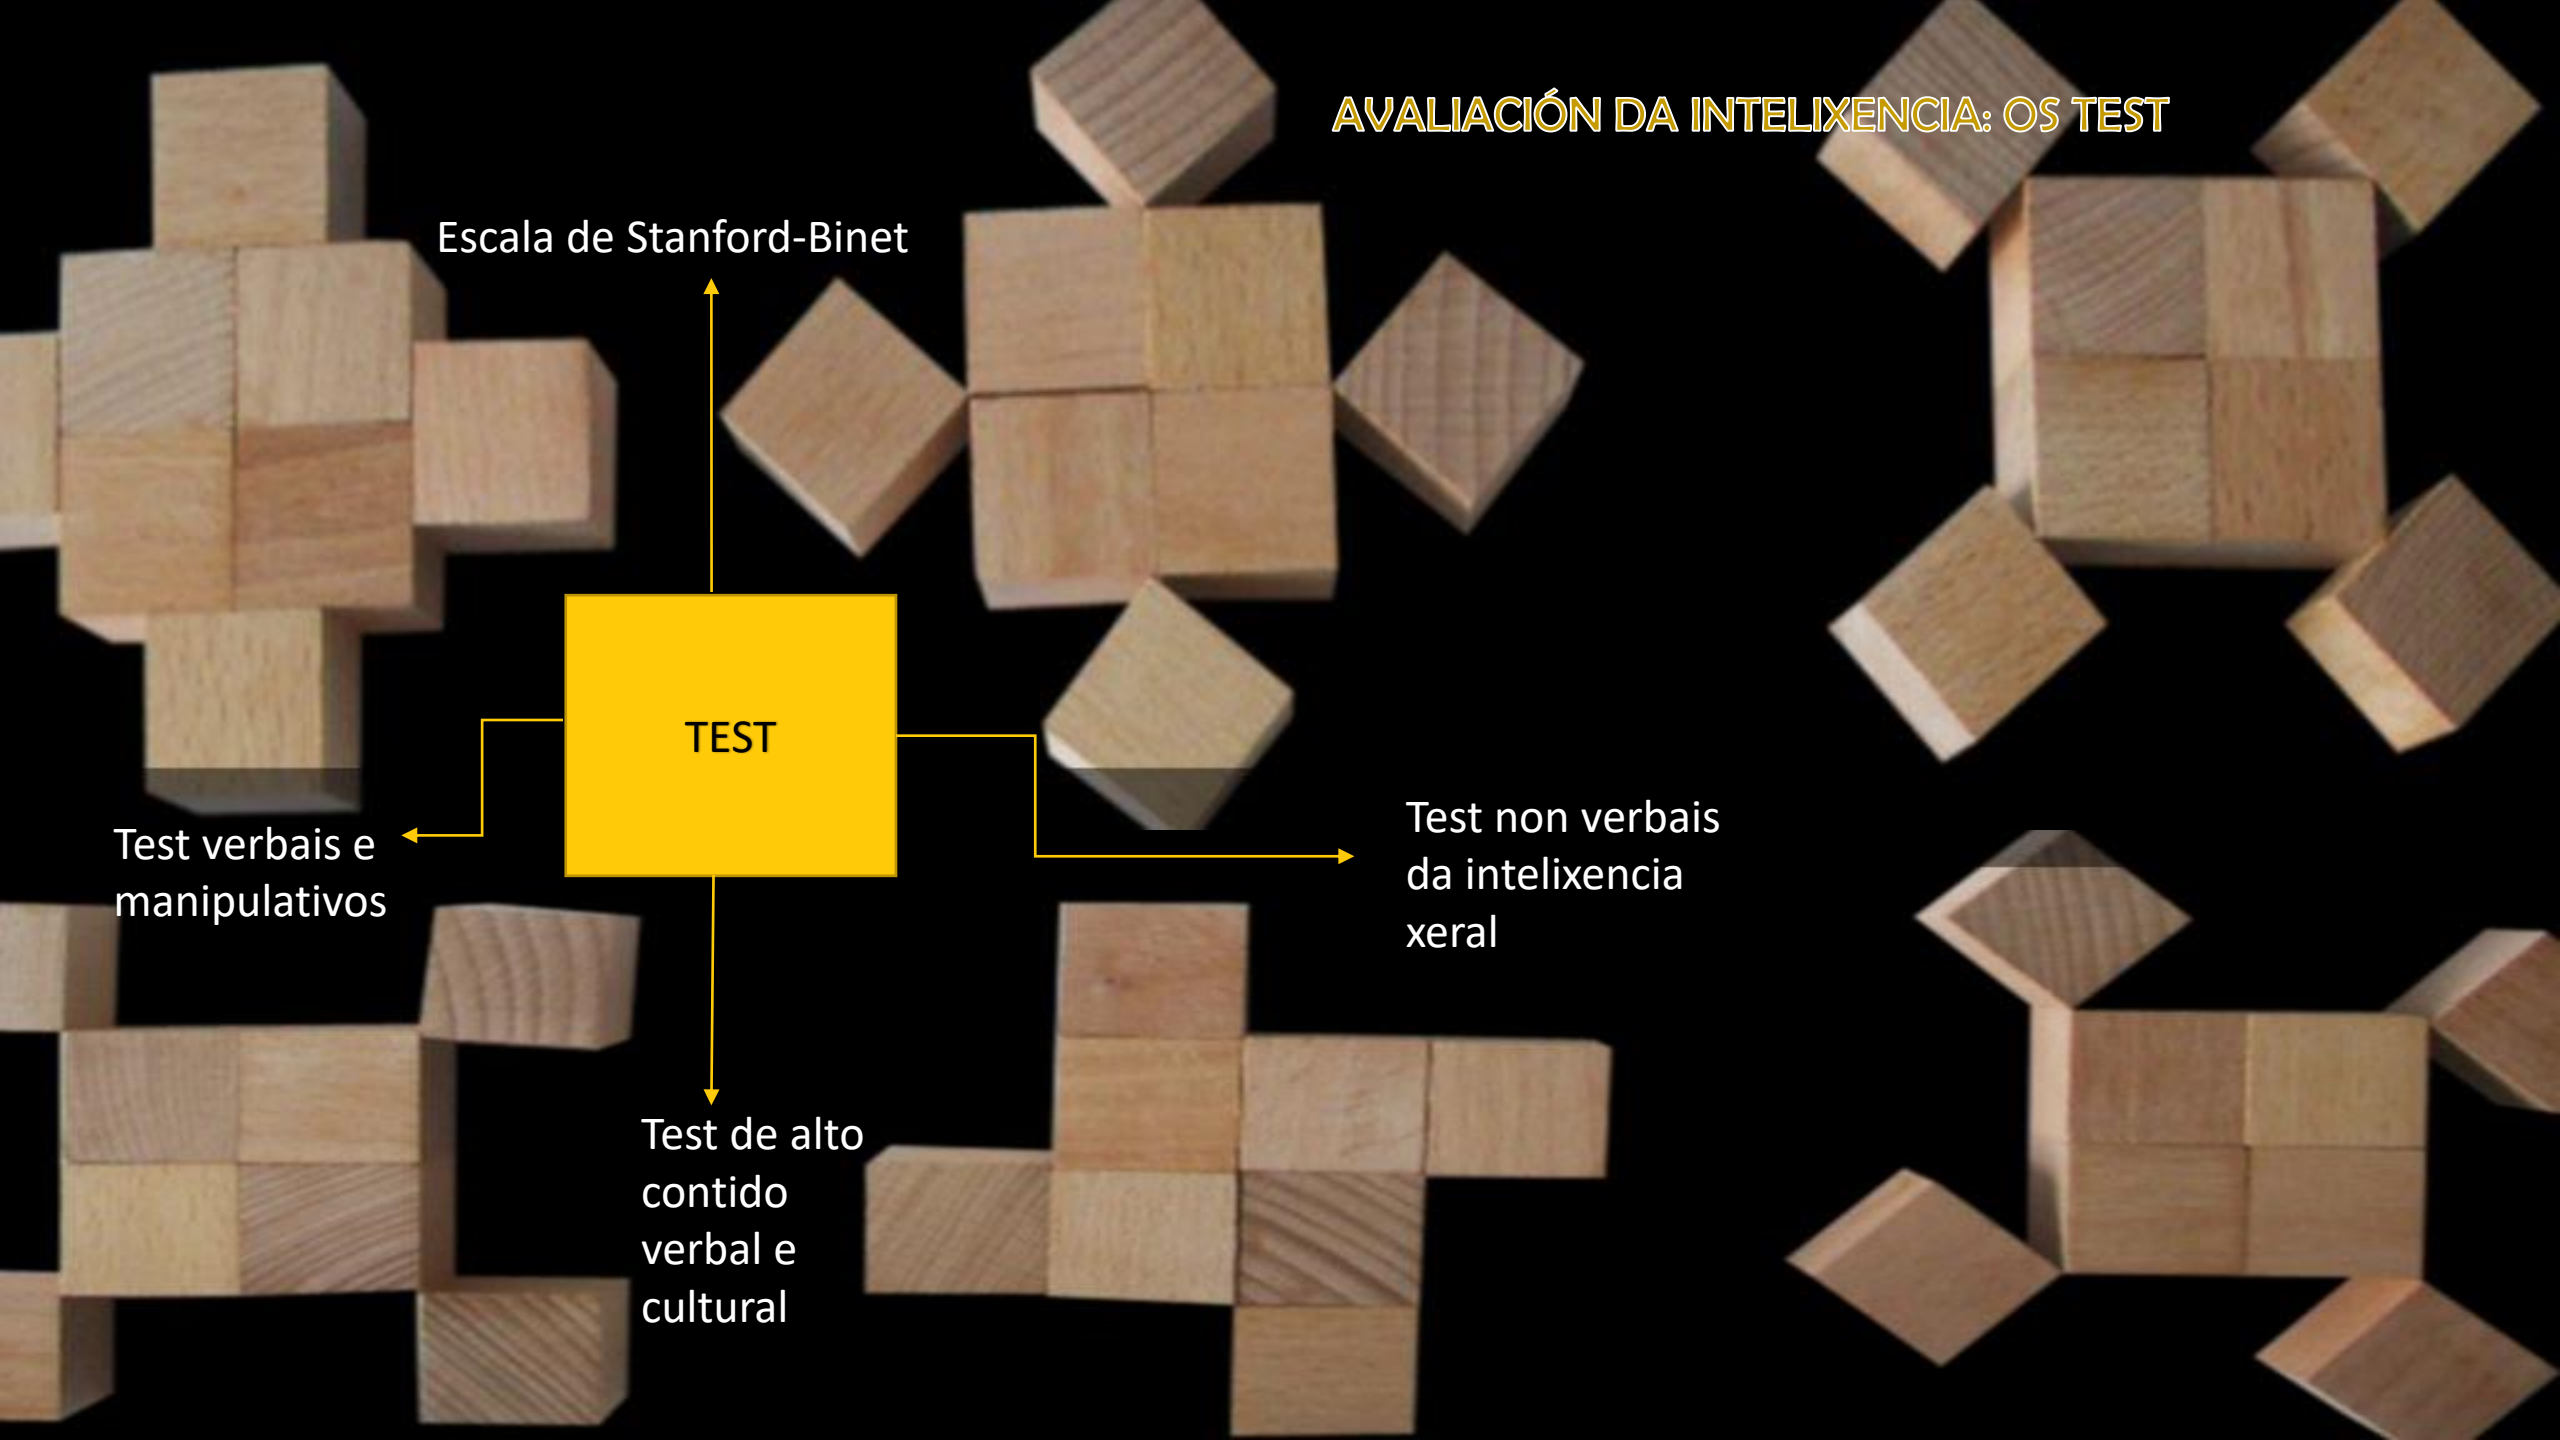 AVALIACIÓN DA INTELIXENCIA: OS TEST
Escala de Stanford-Binet
TEST
Test verbais e
manipulativos
Test non verbais
da intelixencia
xeral
Test de alto
contido
verbal e
cultural